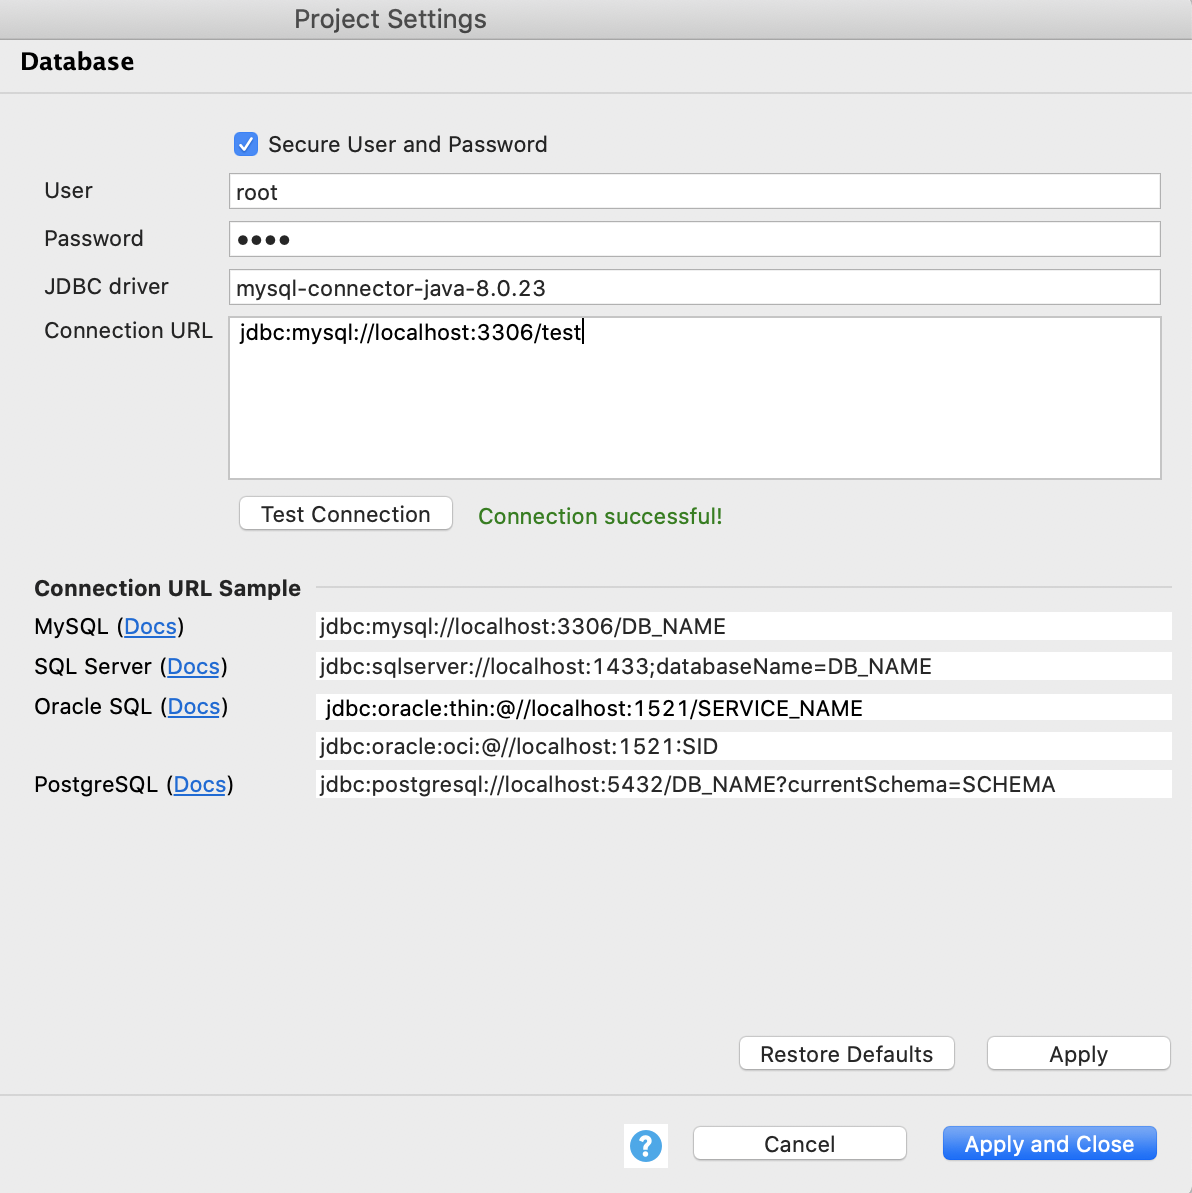 Project Settings
Database
Secure User and Password
User root
Password ••••
JDBC driver mysql-connector-java-8.0.23
Connection URL jdbc:mysql://localhost:3306/test
Test Connection Connection successful!
Connection URL Sample
MySQL (Docs) jdbc:mysql://localhost:3306/DB_NAME
SQL Server (Docs) jdbc:sqlserver://localhost:1433;databaseName=DB_NAME
Oracle SQL (Docs) jdbc:oracle:thin:@//localhost:1521/SERVICE_NAME
jdbc:oracle:oci:@//localhost:1521:SID
PostgreSQL (Docs) jdbc:postgresql://localhost:5432/DB_NAME?currentSchema=SCHEMA
Restore Defaults Apply
? Cancel Apply and Close